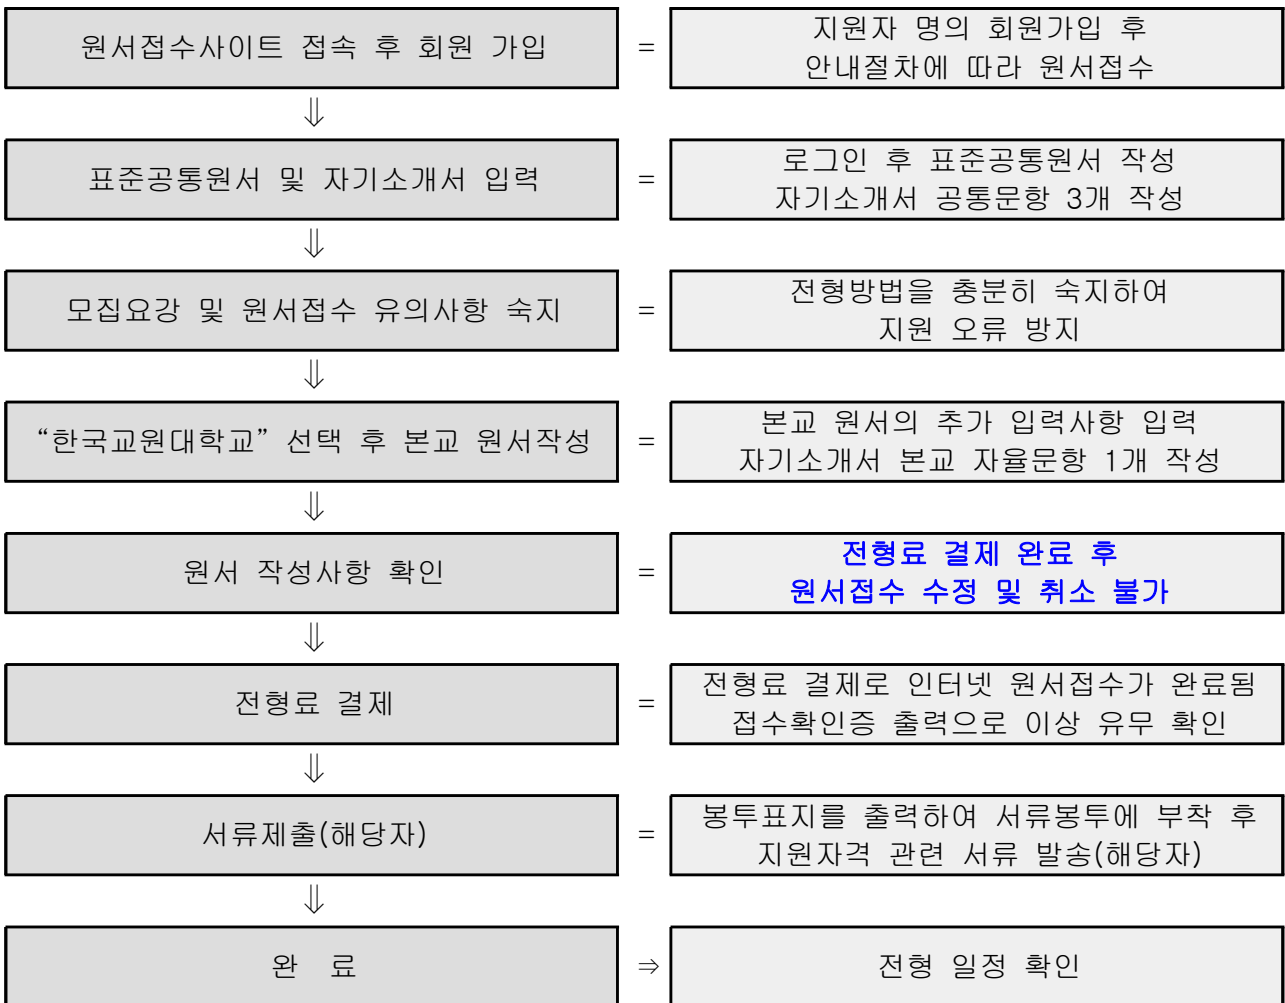 원서접수사이트 접속 후 회원 가입
=
지원자 명의 회원가입 후
안내절차에 따라 원서접수
⇓
표준공통원서 및 자기소개서 입력
=
로그인 후 표준공통원서 작성
자기소개서 공통문항 3개 작성
⇓
모집요강 및 원서접수 유의사항 숙지
=
전형방법을 충분히 숙지하여
지원 오류 방지
⇓
“한국교원대학교” 선택 후 본교 원서작성
=
본교 원서의 추가 입력사항 입력
자기소개서 본교 자율문항 1개 작성
⇓
원서 작성사항 확인
=
전형료 결제 완료 후
원서접수 수정 및 취소 불가
⇓
전형료 결제
=
전형료 결제로 인터넷 원서접수가 완료됨
접수확인증 출력으로 이상 유무 확인
⇓
서류제출(해당자)
=
봉투표지를 출력하여 서류봉투에 부착 후
지원자격 관련 서류 발송(해당자)
⇓
완 료
⇒
전형 일정 확인